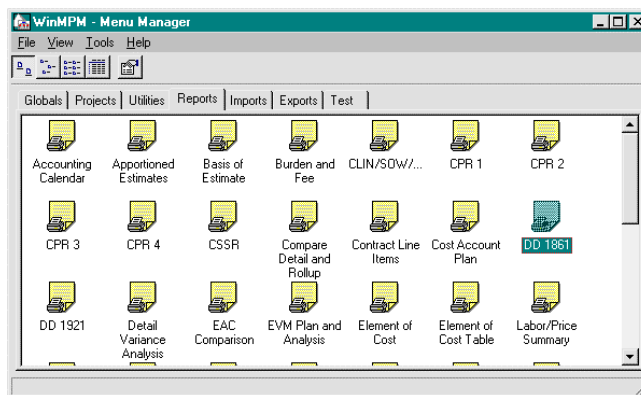 WinMPM - Menu Manager
File View Tools Help
Globals Projects Utilities Reports Imports Exports Test
Accounting Apportioned Basis of Burden and CLIN/SOW/... CPR 1 CPR 2
Calendar Estimates Estimate Fee
CPR 3 CPR 4 CSSR Compare Contract Line Cost Account DD 1861
Detail and Items Plan
Rollup
DD 1921 Detail EAC EVM Plan and Element of Element of Labor/Price
Variance Comparison Analysis Cost Cost Table Summary
Analysis